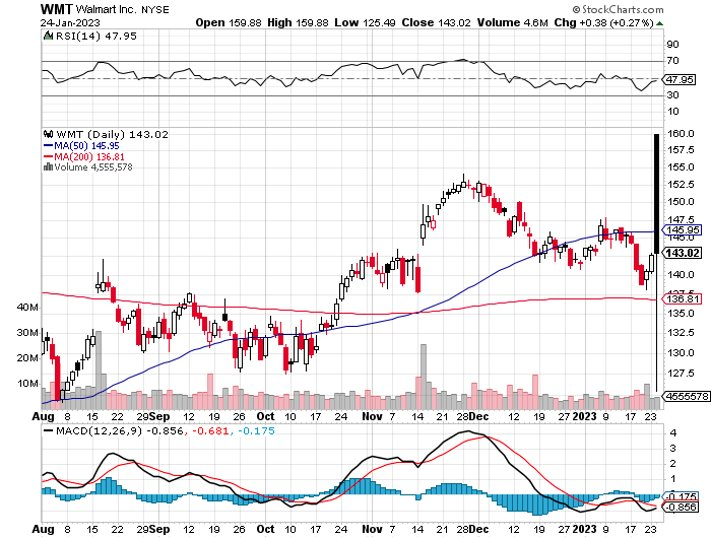 WMT Walmart Inc. NYSE © StockCharts.com
24-Jan-2023 Open 159.88 High 159.88 Low 125.49 Close 143.02 Volume 4.6M Chg +0.38 (+0.27%)
RSI(14) 47.95
90
70
50
47.95
30
10
WMT (Daily) 143.02
MA(50) 145.95
MA(200) 136.81
Volume 4,555,578
160.0
157.5
155.0
152.5
150.0
147.5
145.95
145.0
143.02
140.0
136.81
135.0
132.5
130.0
127.5
4555578
40M
30M
20M
10M
Aug 8 15 22 29 Sep 12 19 26 Oct 10 17 24 Nov 7 14 21 28 Dec 12 19 27 2023 9 17 23
MACD(12,26,9) -0.856, -0.681, -0.175
4
3
2
1
-0.175
-0.856
Aug 8 15 22 29 Sep 12 19 26 Oct 10 17 24 Nov 7 14 21 28 Dec 12 19 27 2023 9 17 23